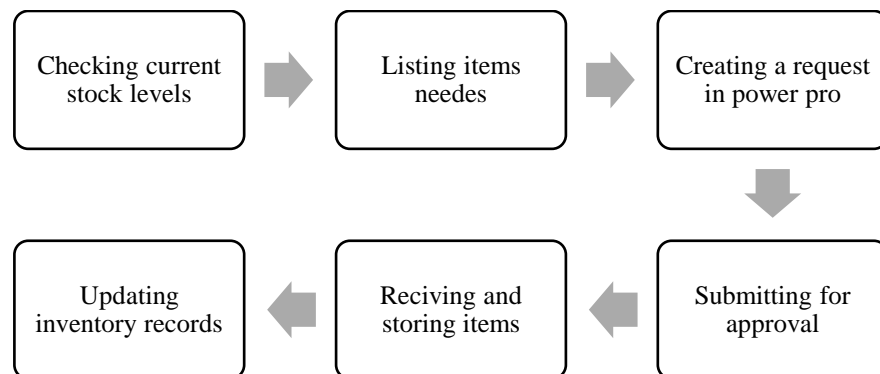 Checking current
stock levels
Listing items
needes
Creating a request
in power pro
Submitting for
approval
Reciving and
storing items
Updating
inventory records